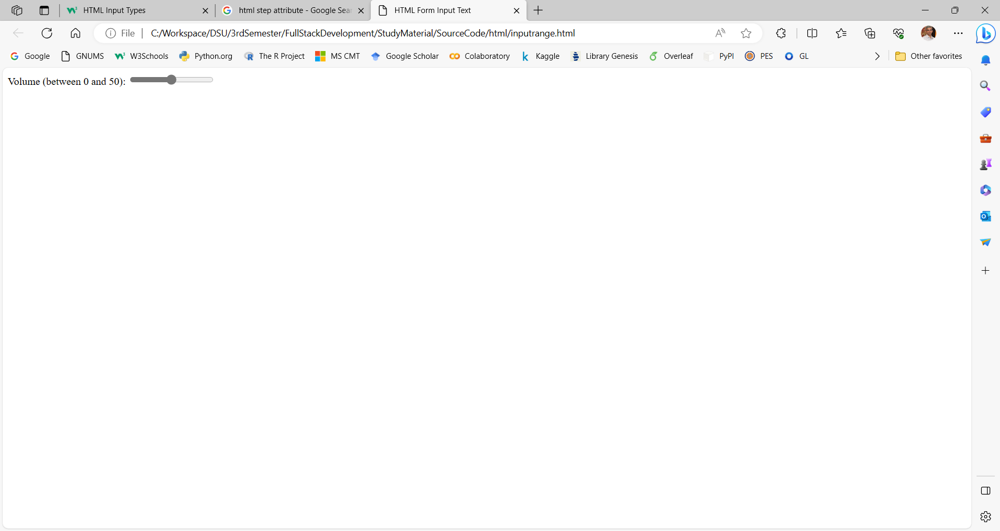 HTML Input Types
html step attribute - Google Sear
HTML Form Input Text
File
C:/Workspace/DSU/3rdSemester/FullStackDevelopment/StudyMaterial/SourceCode/html/inputrange.html
Google GNUMS W3Schools Python.org The R Project MS CMT Google Scholar Colaboratory Kaggle Library Genesis Overleaf PyPI PES GL Other favorites
Volume (between 0 and 50):